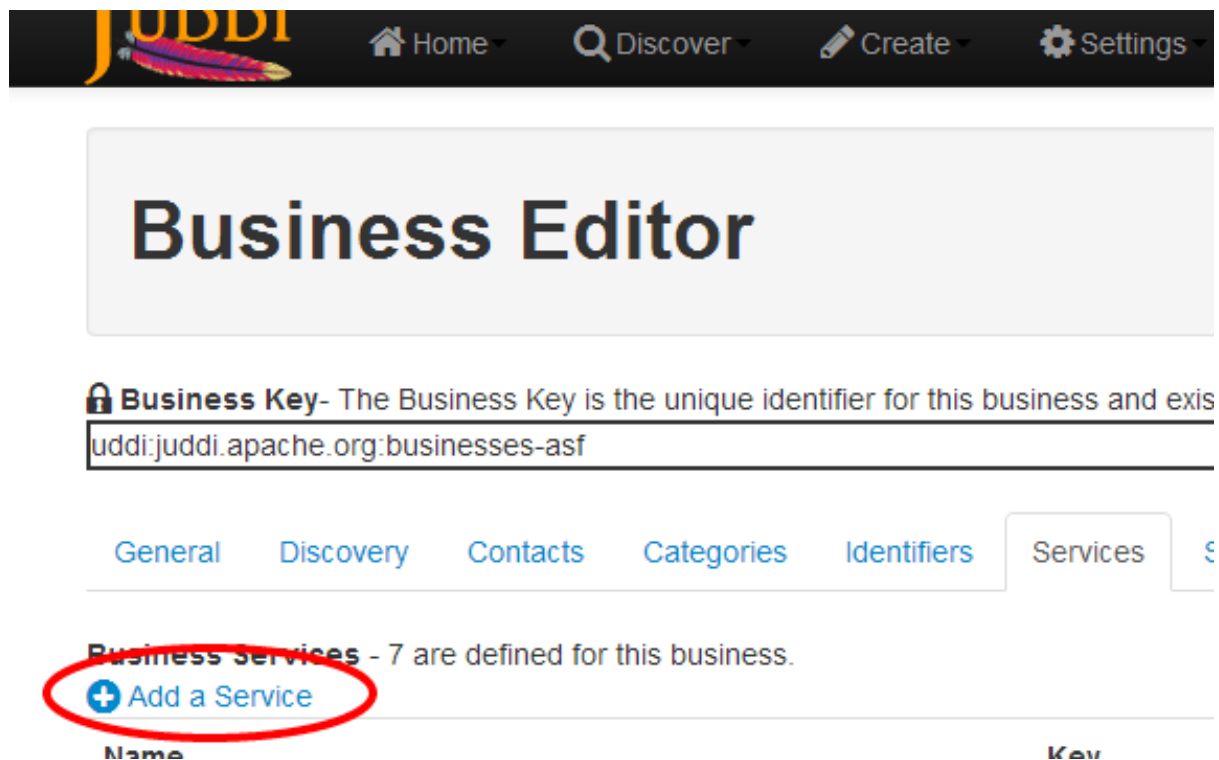 jUDDI
Home Discover Create Settings
Business Editor
Business Key- The Business Key is the unique identifier for this business and exis
uddi:juddi.apache.org:businesses-asf
General Discovery Contacts Categories Identifiers Services S
Business Services - 7 are defined for this business.
Add a Service
Name Key